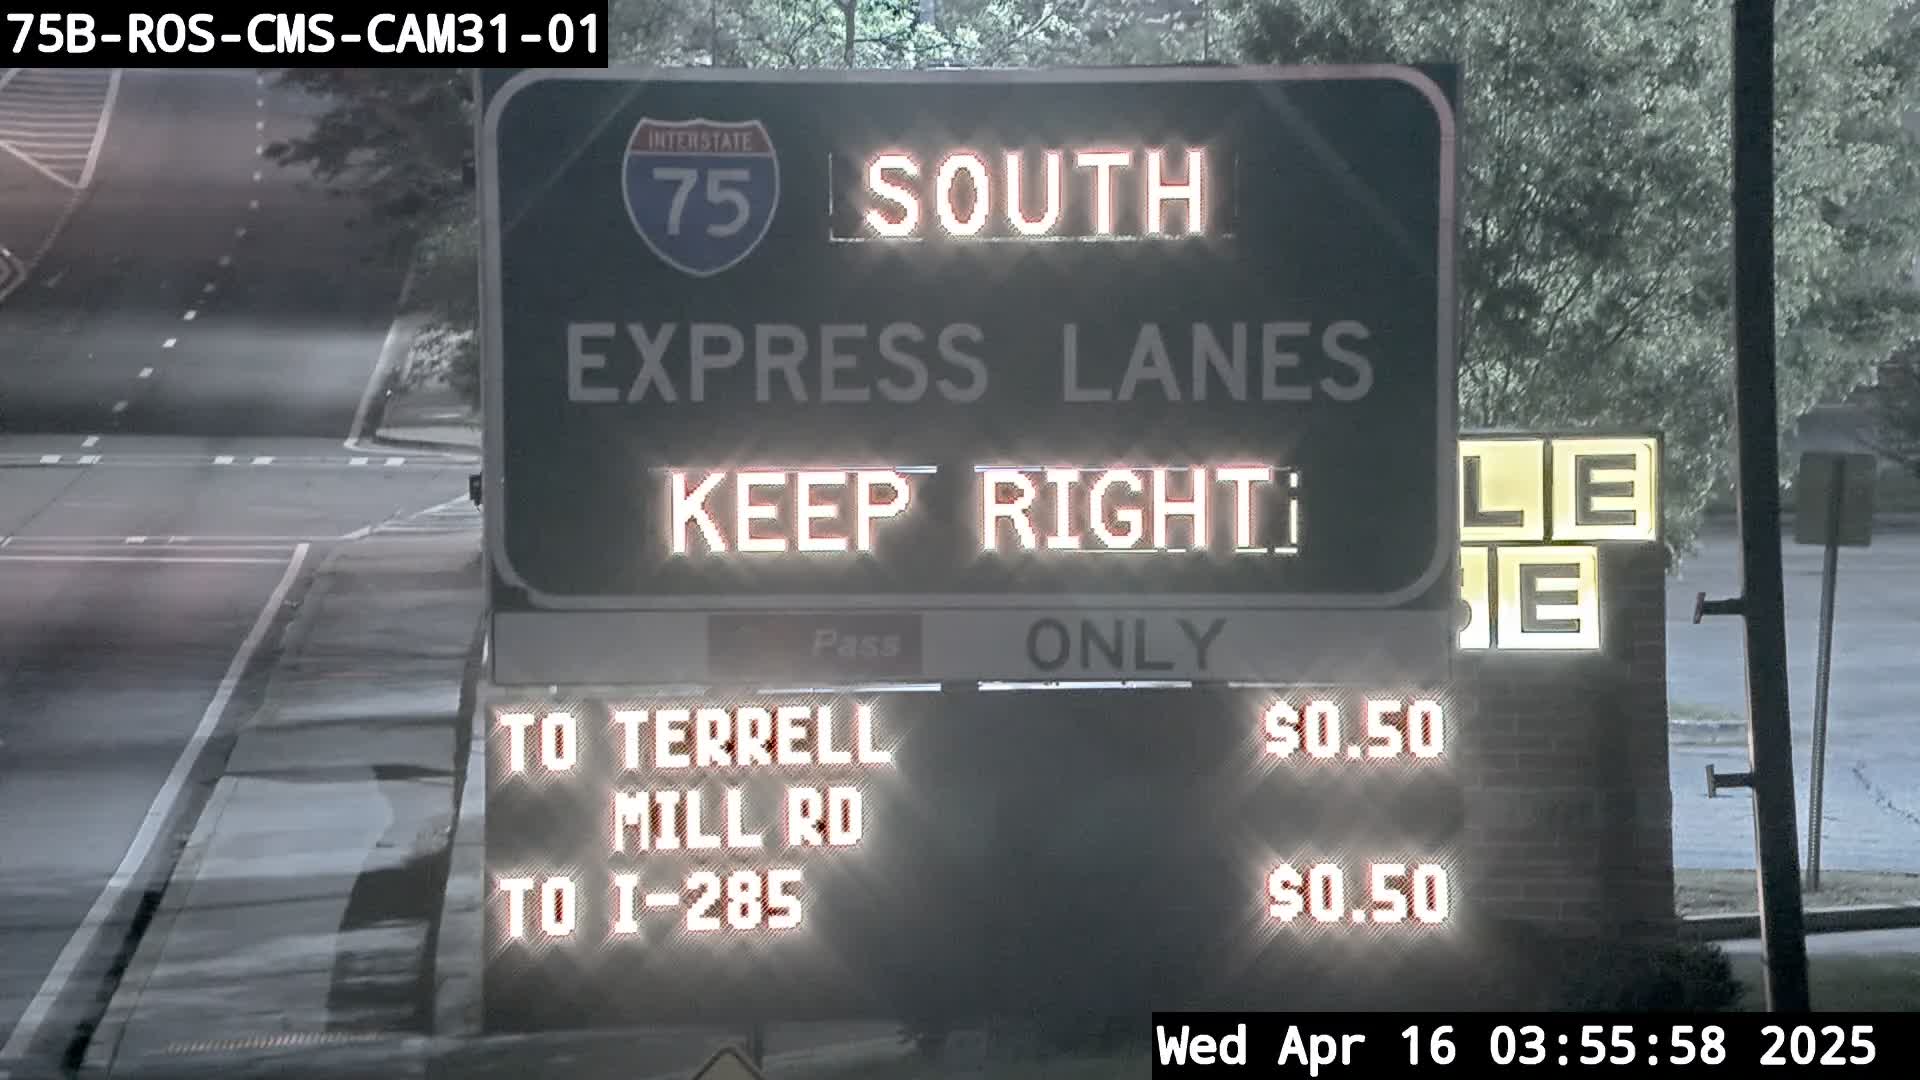 75B-ROS-CMS-CAM31-01
INTERSTATE
75 SOUTH
EXPRESS LANES
KEEP RIGHT
Pass ONLY
TO TERRELL $0.50
MILL RD
TO I-285 $0.50
LE
E
Wed Apr 16 03:55:58 2025